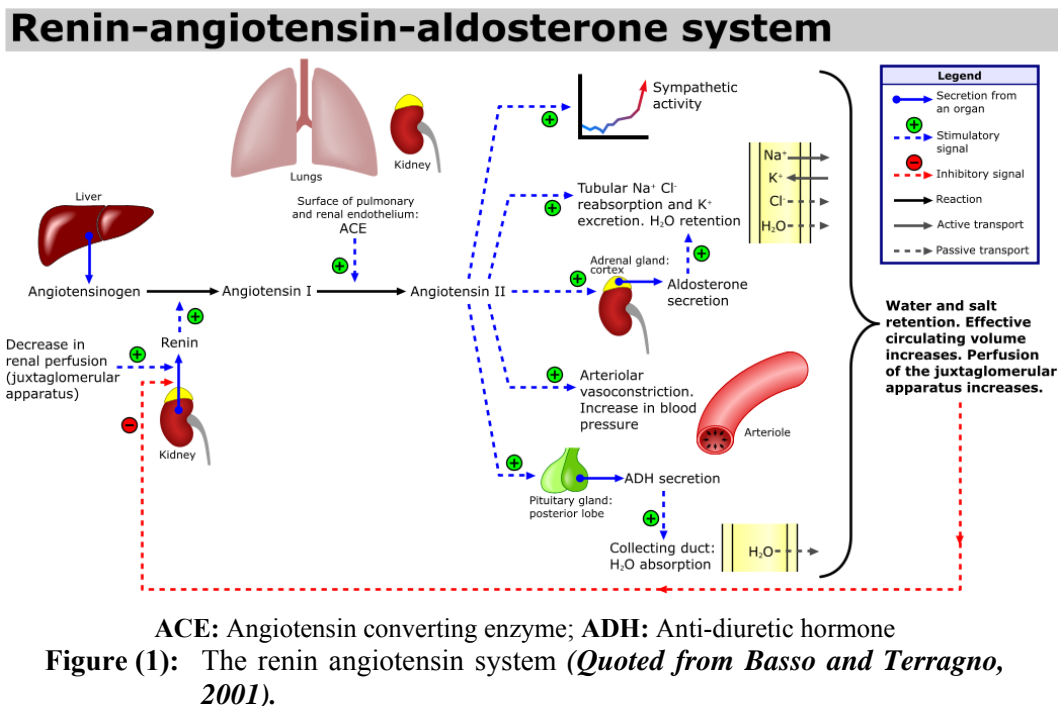 Renin-angiotensin-aldosterone system
Liver
Angiotensinogen
Decrease in
renal perfusion
(juxtaglomerular
apparatus)
+
Renin
+
Kidney
−
Lungs
Kidney
Surface of pulmonary
and renal endothelium:
ACE
+
Angiotensin I
Angiotensin II
+
Sympathetic
activity
+
Tubular Na⁺ Cl⁻
reabsorption and K⁺
excretion. H₂O retention
+
+
Adrenal gland:
cortex
Aldosterone
secretion
+
Arteriolar
vasoconstriction.
Increase in blood
pressure
Arteriole
+
Pituitary gland:
posterior lobe
ADH secretion
+
Collecting duct:
H₂O absorption
H₂O
Na⁺
K⁺
Cl⁻
H₂O
Legend
Secretion from
an organ
+
Stimulatory
signal
−
Inhibitory signal
Reaction
Active transport
Passive transport
Water and salt
retention. Effective
circulating volume
increases. Perfusion
of the juxtaglomerular
apparatus increases.
ACE: Angiotensin converting enzyme; ADH: Anti-diuretic hormone
Figure (1): The renin angiotensin system (Quoted from Basso and Terragno,
2001).